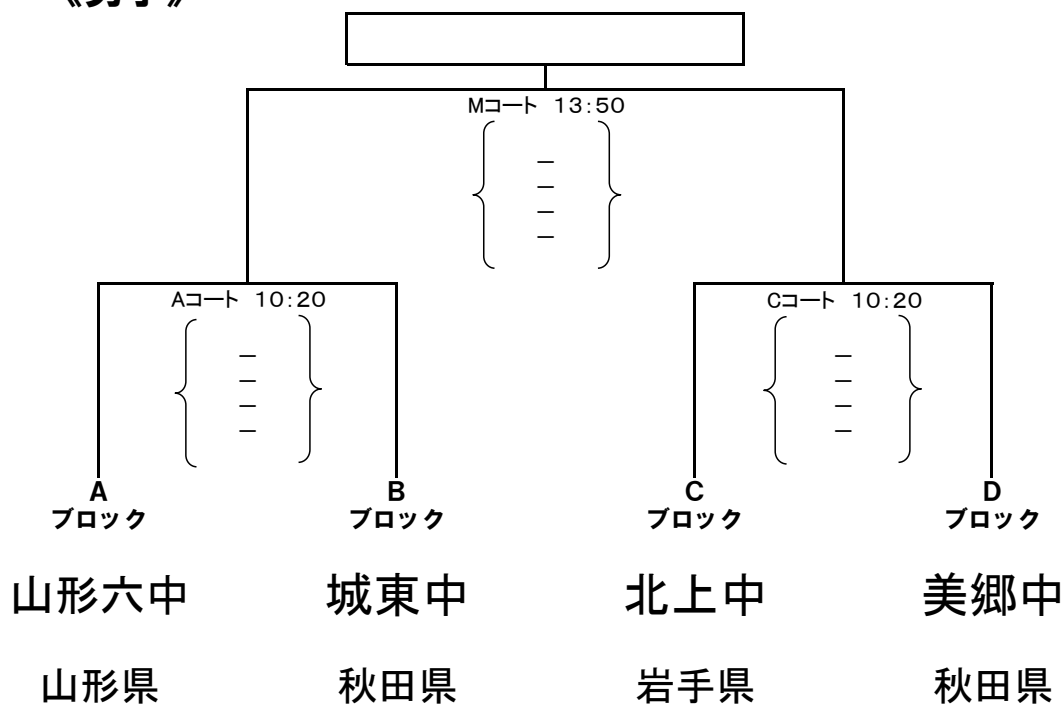 Mコート 13:50
－
－
－
－
Aコート 10:20
－
－
－
－
Cコート 10:20
－
－
－
－
A
ブロック
B
ブロック
C
ブロック
D
ブロック
山形六中
城東中
北上中
美郷中
山形県
秋田県
岩手県
秋田県